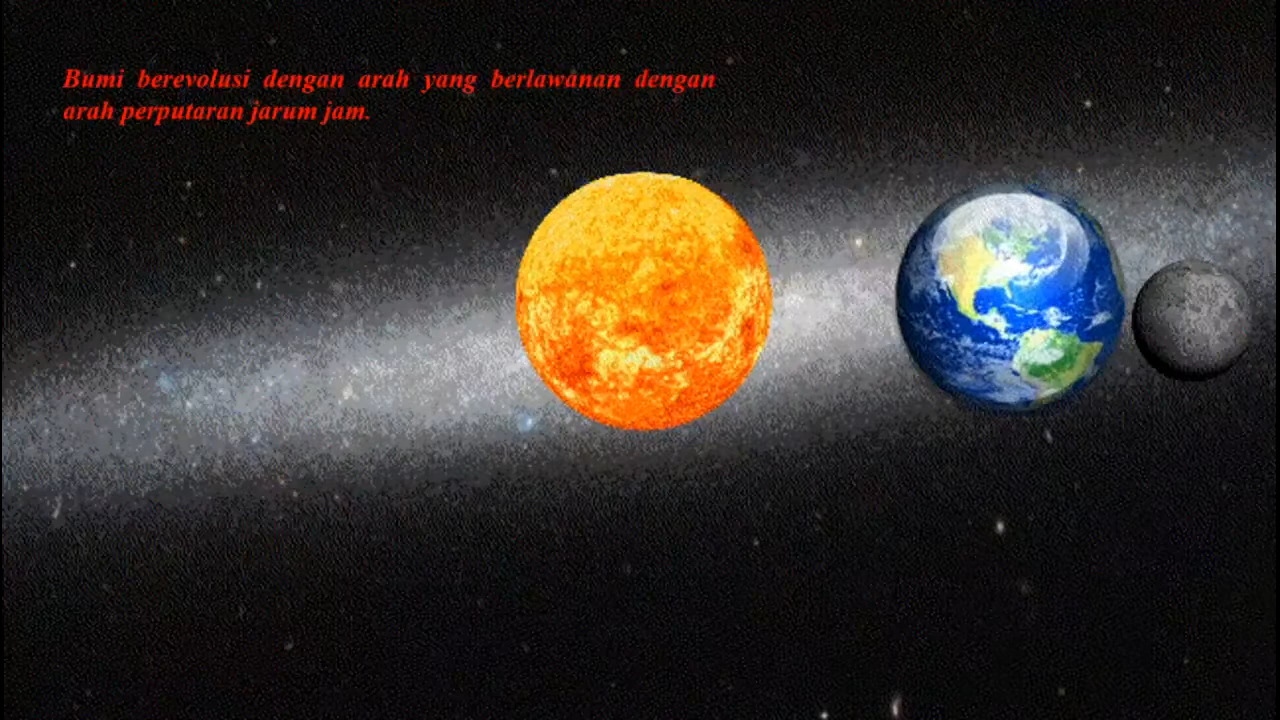 Bumi berevolusi dengan arah yang berlawanan dengan
arah perputaran jarum jam.